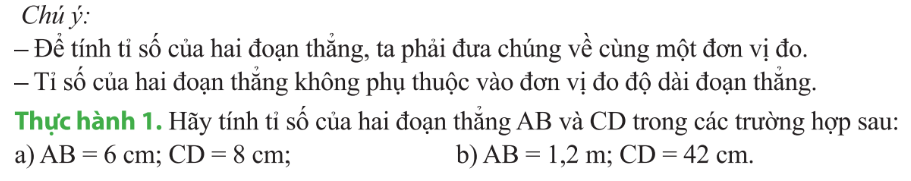 Chú ý:
– Để tính tỉ số của hai đoạn thẳng, ta phải đưa chúng về cùng một đơn vị đo.
– Tỉ số của hai đoạn thẳng không phụ thuộc vào đơn vị đo độ dài đoạn thẳng.
Thực hành 1. Hãy tính tỉ số của hai đoạn thẳng AB và CD trong các trường hợp sau:
a) AB = 6 cm; CD = 8 cm; b) AB = 1,2 m; CD = 42 cm.